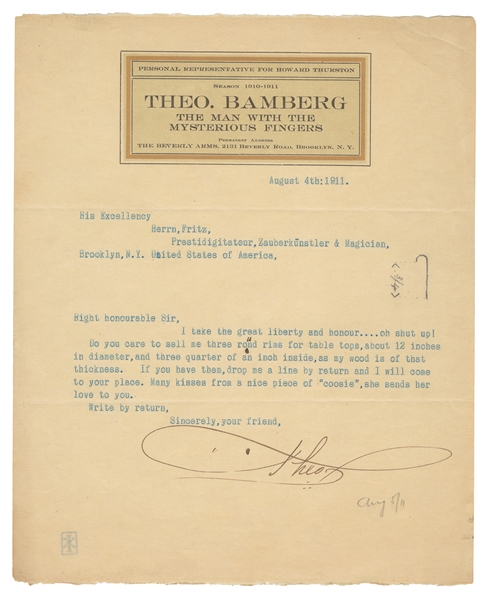 PERSONAL REPRESENTATIVE FOR HOWARD THURSTON
SEASON 1910-1911
THEO. BAMBERG
THE MAN WITH THE
MYSTERIOUS FINGERS
PERMANENT ADDRESS
THE BEVERLY ARMS, 2131 BEVERLY ROAD, BROOKLYN, N. Y.
August 4th:1911.
His Excellency
Herrn,Fritz,
Prestidigitateur,Zauberkünstler & Magician,
Brooklyn,N.Y. United States of America,
Right honourable Sir,
I take the great liberty and honour....oh shut up!
Do you care to sell me three round rims for table tops,about 12 inches
in diameter,and three quarter of an inch inside,as my wood is of that
thickness. If you have them,drop me a line by return and I will come
to your place. Many kisses from a nice piece of "coosie",she sends her
love to you.
Write by return,
Sincerely,your friend,
Theo